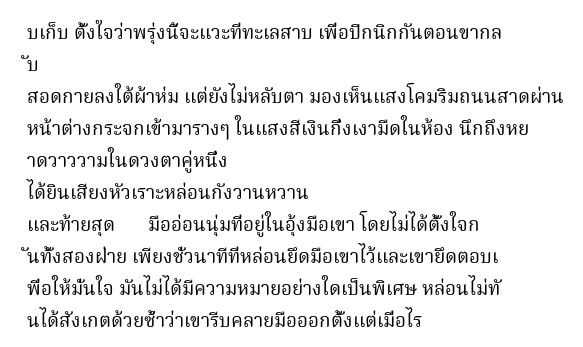 บเก็บ ตั้งใจว่าพรุ่งนี้จะแวะที่ทะเลสาบ เพื่อปิกนิกกันตอนขากล
ับ
สอดกายลงใต้ผ้าห่ม แต่ยังไม่หลับตา มองเห็นแสงโคมริมถนนสาดผ่าน
หน้าต่างกระจกเข้ามารางๆ ในแสงสีเงินกึ่งเงามืดในห้อง นึกถึงหย
าดวาววามในดวงตาคู่หนึ่ง
ได้ยินเสียงหัวเราะหล่อนกังวานหวาน
และท้ายสุด      มืออ่อนนุ่มที่อยู่ในอุ้งมือเขา โดยไม่ได้ตั้งใจก
ันทั้งสองฝ่าย เพียงชั่วนาทีที่หล่อนยึดมือเขาไว้และเขายึดตอบเ
พื่อให้มั่นใจ มันไม่ได้มีความหมายอย่างใดเป็นพิเศษ หล่อนไม่ทั
นได้สังเกตด้วยซ้ำว่าเขารีบคลายมือออกตั้งแต่เมื่อไร